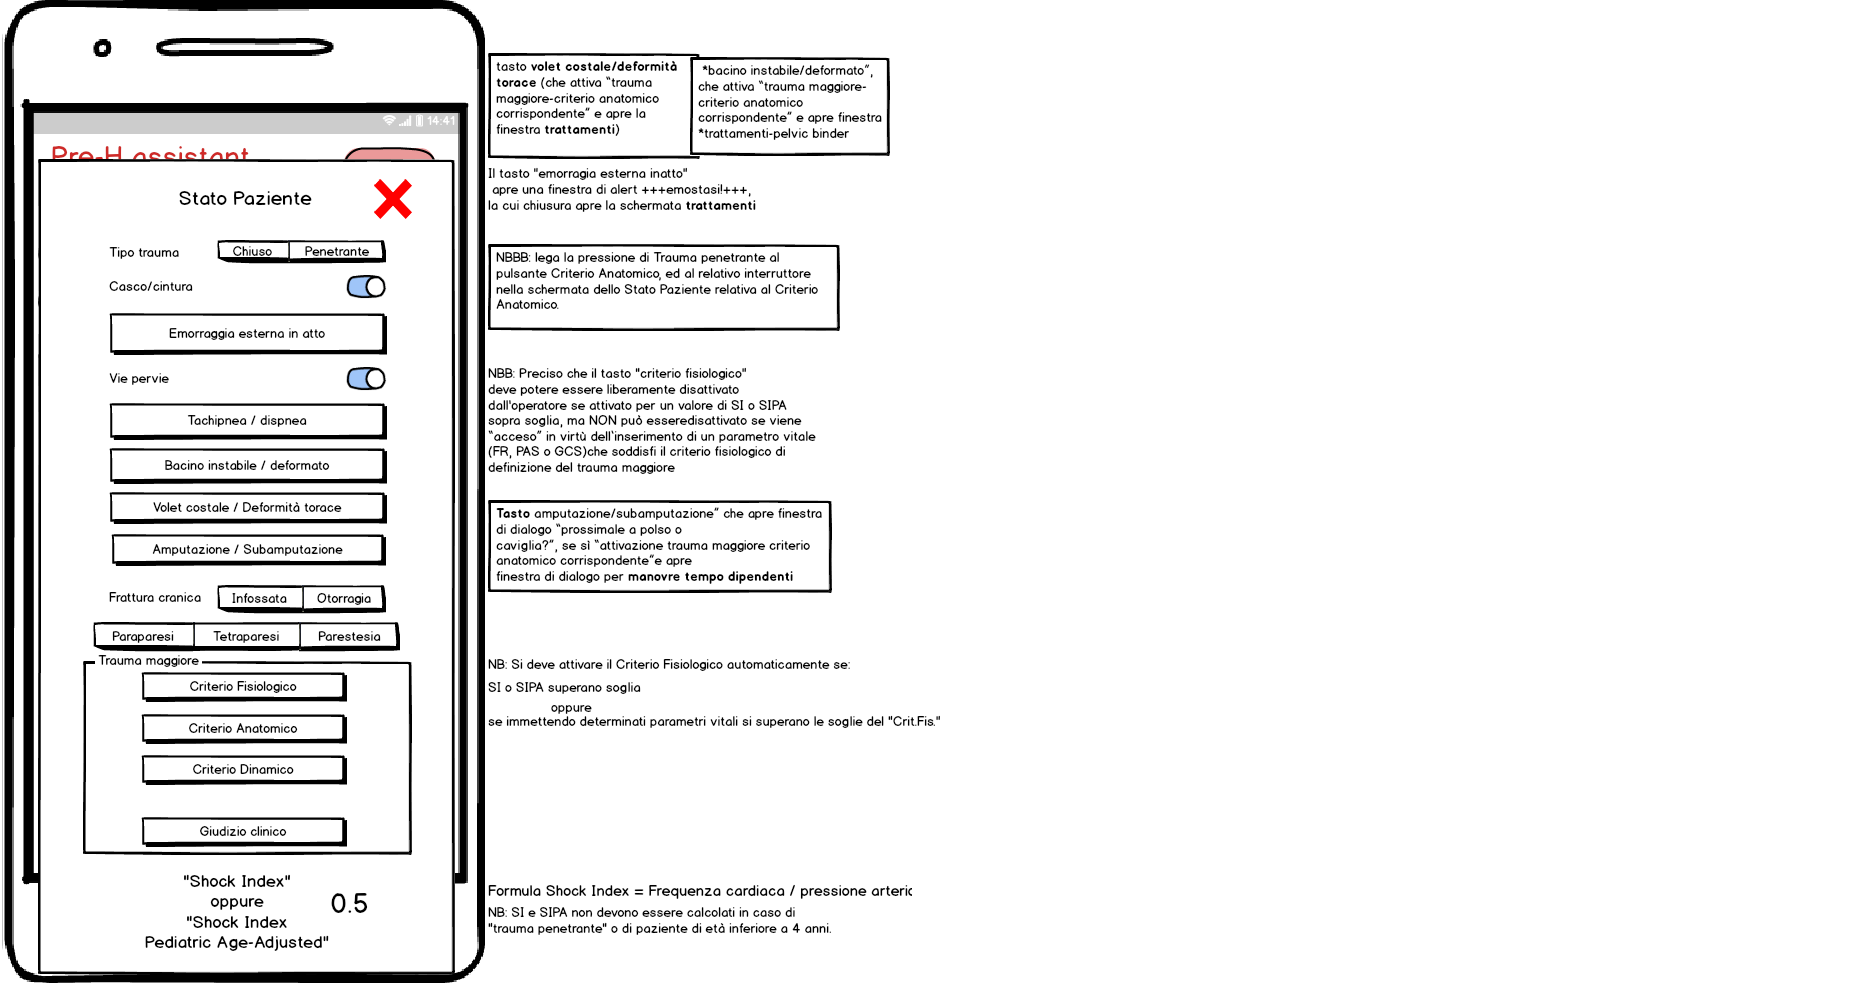 14:41
Pre-H assistant
Stato Paziente
Tipo trauma
Chiuso
Penetrante
Casco/cintura
Emorraggia esterna in atto
Vie pervie
Tachipnea / dispnea
Bacino instabile / deformato
Volet costale / Deformità torace
Amputazione / Subamputazione
Frattura cranica
Infossata
Otorragia
Paraparesi
Tetraparesi
Parestesia
Trauma maggiore
Criterio Fisiologico
Criterio Anatomico
Criterio Dinamico
Giudizio clinico
"Shock Index"
oppure
"Shock Index
Pediatric Age-Adjusted"
0.5
tasto volet costale/deformità
torace (che attiva “trauma
maggiore-criterio anatomico
corrispondente” e apre la
finestra trattamenti)
*bacino instabile/deformato”,
che attiva “trauma maggiore-
criterio anatomico
corrispondente” e apre finestra
*trattamenti-pelvic binder
Il tasto "emorragia esterna inatto"
apre una finestra di alert +++emostasi!+++,
la cui chiusura apre la schermata trattamenti
NBBB: lega la pressione di Trauma penetrante al
pulsante Criterio Anatomico, ed al relativo interruttore
nella schermata dello Stato Paziente relativa al Criterio
Anatomico.
NBB: Preciso che il tasto "criterio fisiologico"
deve potere essere liberamente disattivato
dall'operatore se attivato per un valore di SI o SIPA
sopra soglia, ma NON può esseredisattivato se viene
“acceso” in virtù dell'inserimento di un parametro vitale
(FR, PAS o GCS)che soddisfi il criterio fisiologico di
definizione del trauma maggiore
Tasto amputazione/subamputazione” che apre finestra
di dialogo “prossimale a polso o
caviglia?”, se sì “attivazione trauma maggiore criterio
anatomico corrispondente”e apre
finestra di dialogo per manovre tempo dipendenti
NB: Si deve attivare il Criterio Fisiologico automaticamente se:
SI o SIPA superano soglia
oppure
se immettendo determinati parametri vitali si superano le soglie del "Crit.Fis."
Formula Shock Index = Frequenza cardiaca / pressione arteric
NB: SI e SIPA non devono essere calcolati in caso di
"trauma penetrante" o di paziente di età inferiore a 4 anni.